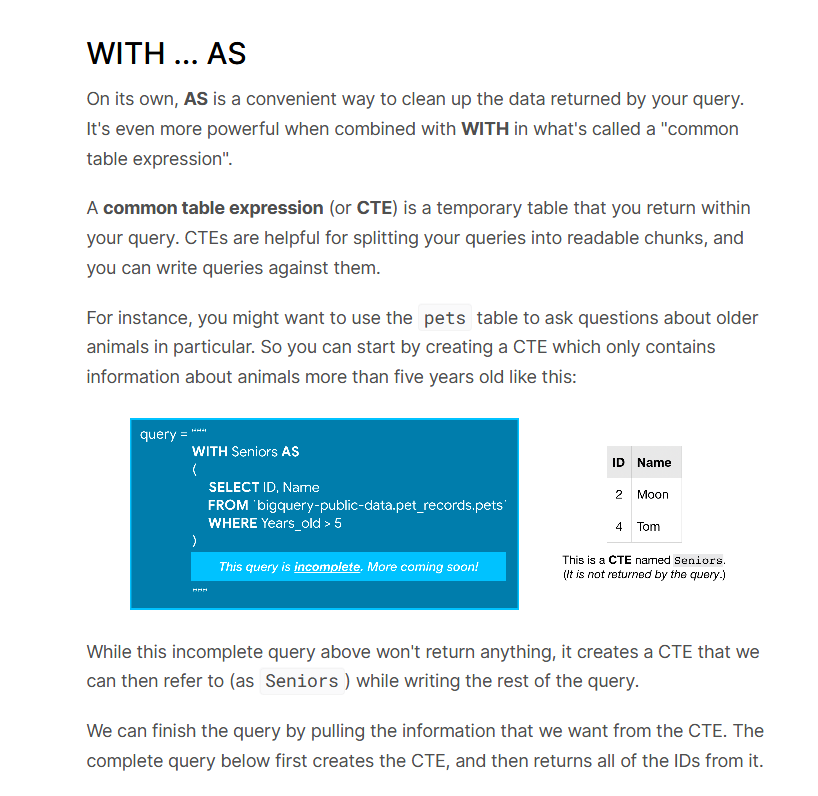 WITH ... AS
On its own, AS is a convenient way to clean up the data returned by your query.
It's even more powerful when combined with WITH in what's called a "common
table expression".
A common table expression (or CTE) is a temporary table that you return within
your query. CTEs are helpful for splitting your queries into readable chunks, and
you can write queries against them.
For instance, you might want to use the pets table to ask questions about older
animals in particular. So you can start by creating a CTE which only contains
information about animals more than five years old like this:
query = """
WITH Seniors AS
(
SELECT ID, Name
FROM `bigquery-public-data.pet_records.pets`
WHERE Years_old > 5
)
This query is incomplete. More coming soon!
"""
ID Name
2 Moon
4 Tom
This is a CTE named Seniors.
(It is not returned by the query.)
While this incomplete query above won't return anything, it creates a CTE that we
can then refer to (as Seniors) while writing the rest of the query.
We can finish the query by pulling the information that we want from the CTE. The
complete query below first creates the CTE, and then returns all of the IDs from it.